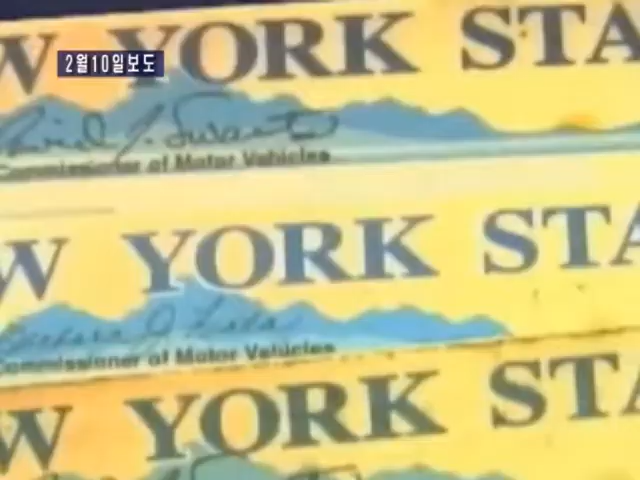 W YORK STA
2월10일보도
Commissioner of Motor Vehicles
W YORK STA
Commissioner of Motor Vehicles
W YORK STA